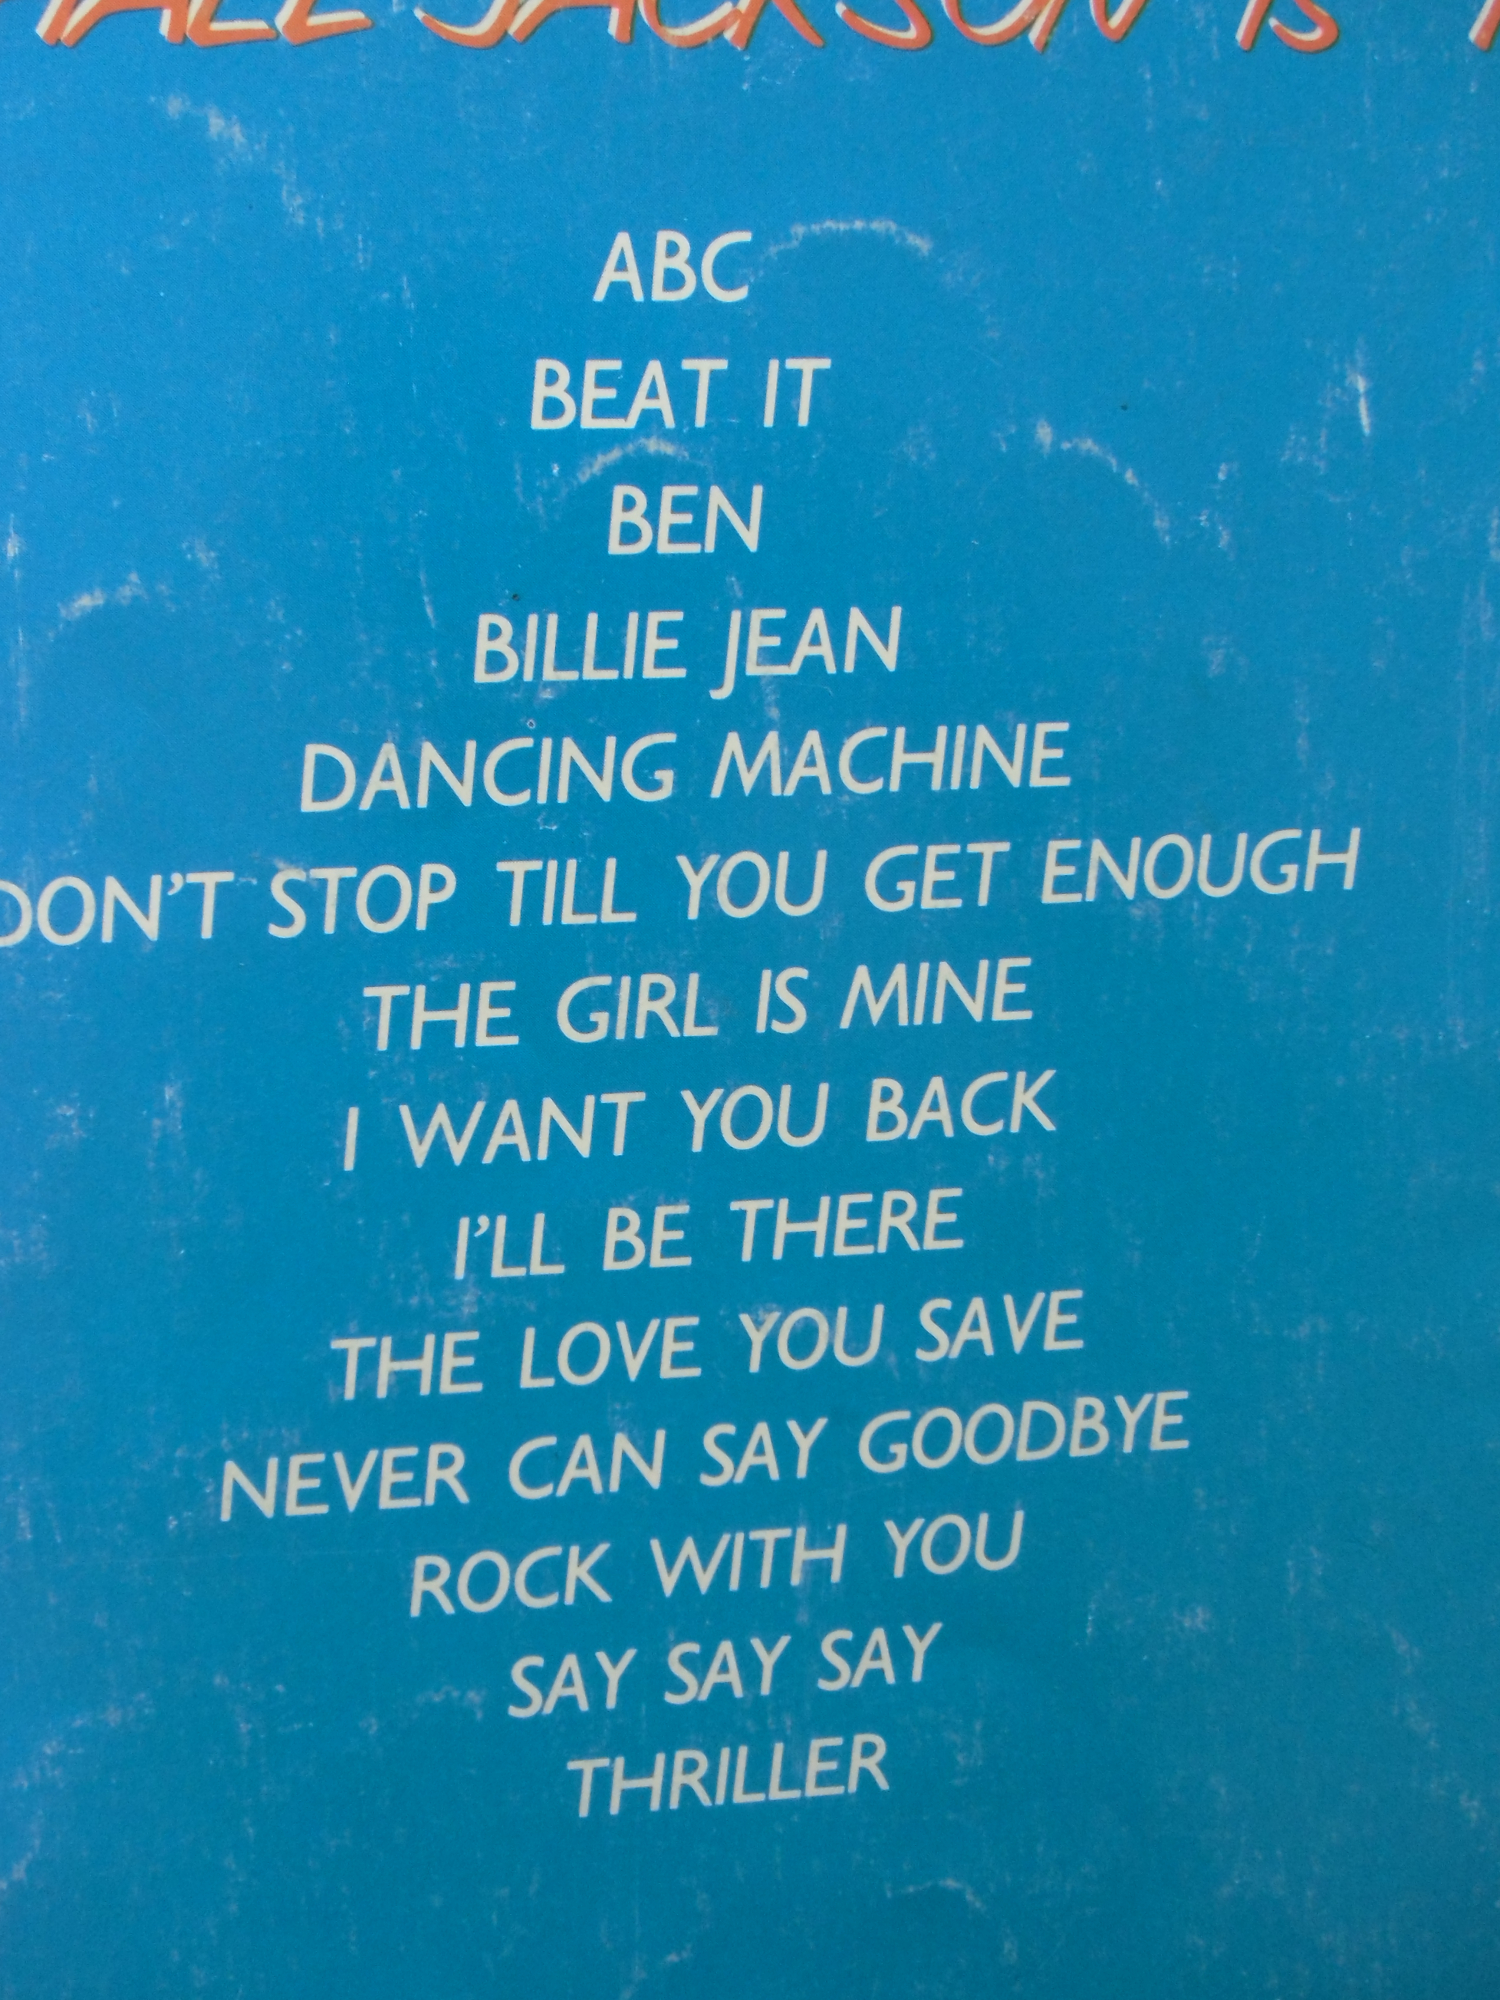 JACKSON IS
ABC
BEAT IT
BEN
BILLIE JEAN
DANCING MACHINE
DON'T STOP TILL YOU GET ENOUGH
THE GIRL IS MINE
I WANT YOU BACK
I'LL BE THERE
THE LOVE YOU SAVE
NEVER CAN SAY GOODBYE
ROCK WITH YOU
SAY SAY SAY
THRILLER